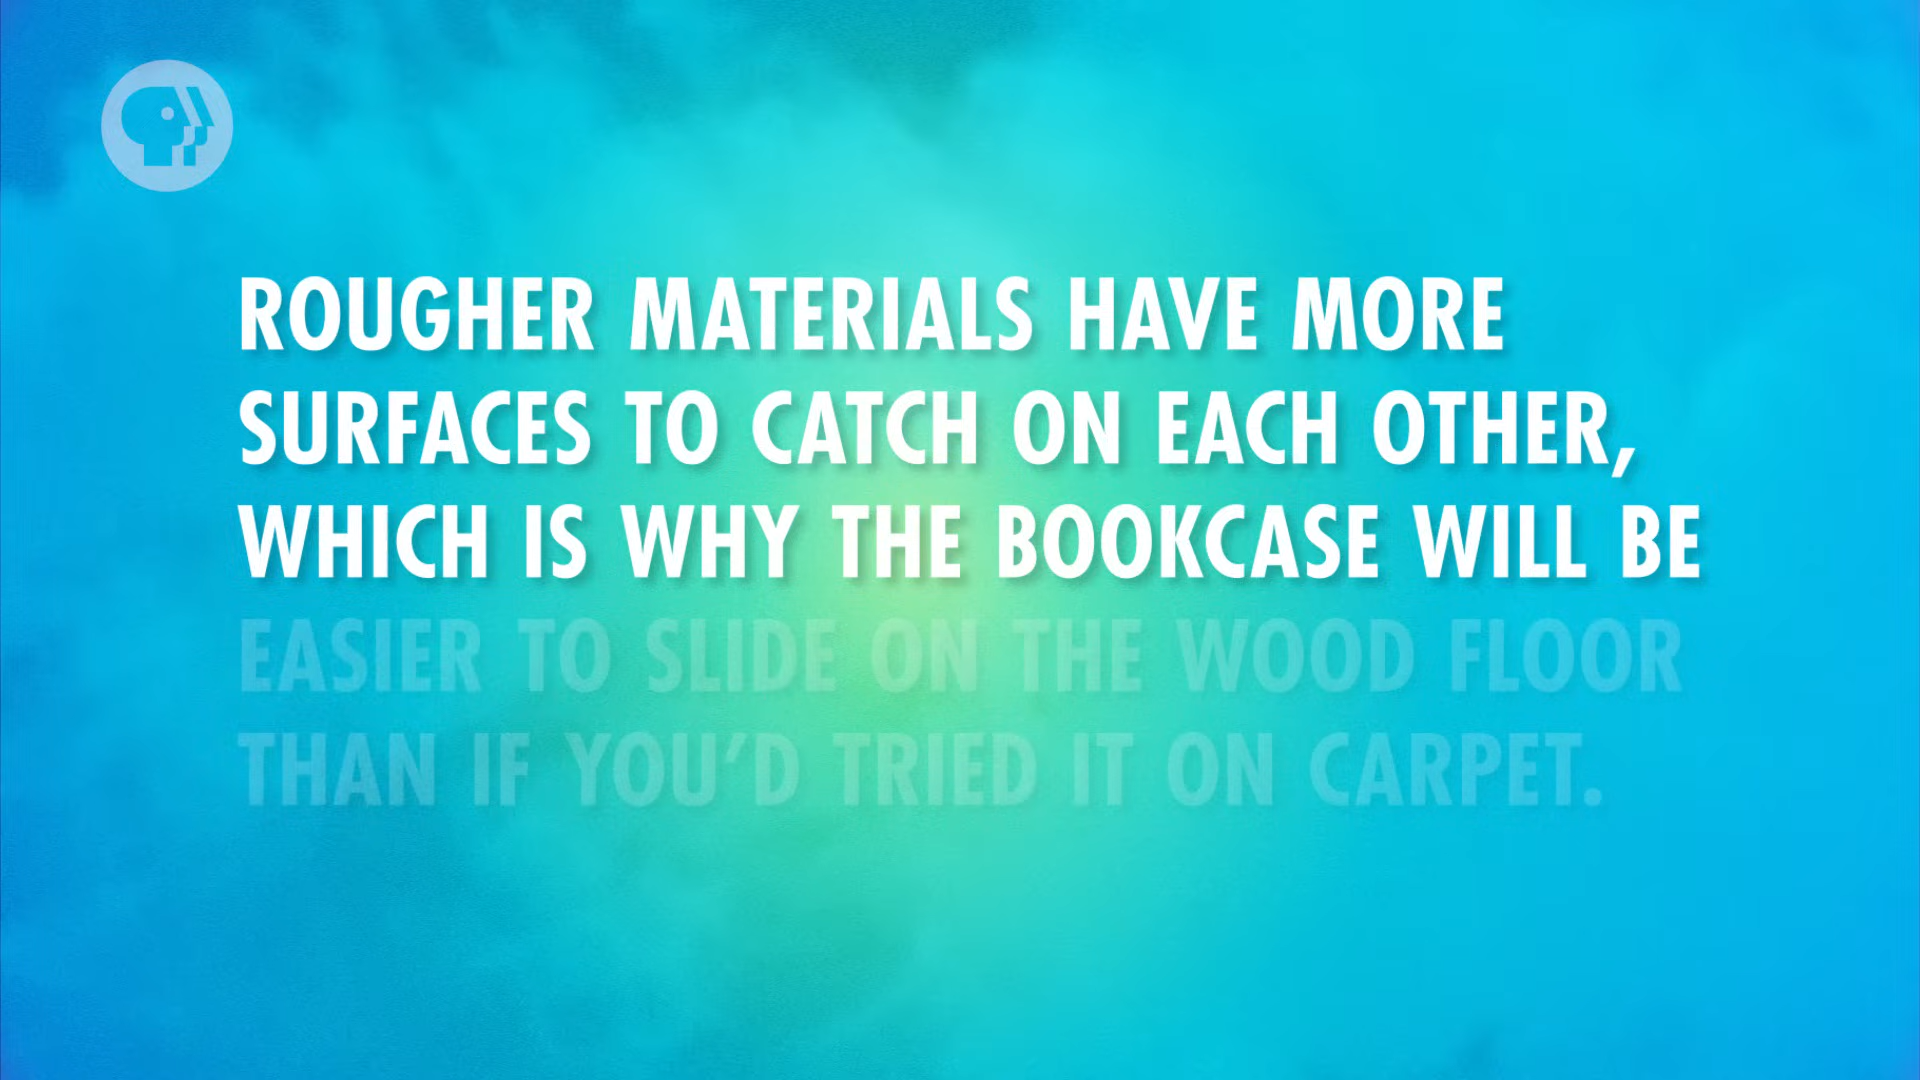 ROUGHER MATERIALS HAVE MORE
SURFACES TO CATCH ON EACH OTHER,
WHICH IS WHY THE BOOKCASE WILL BE
EASIER TO SLIDE ON THE WOOD FLOOR
THAN IF YOU’D TRIED IT ON CARPET.